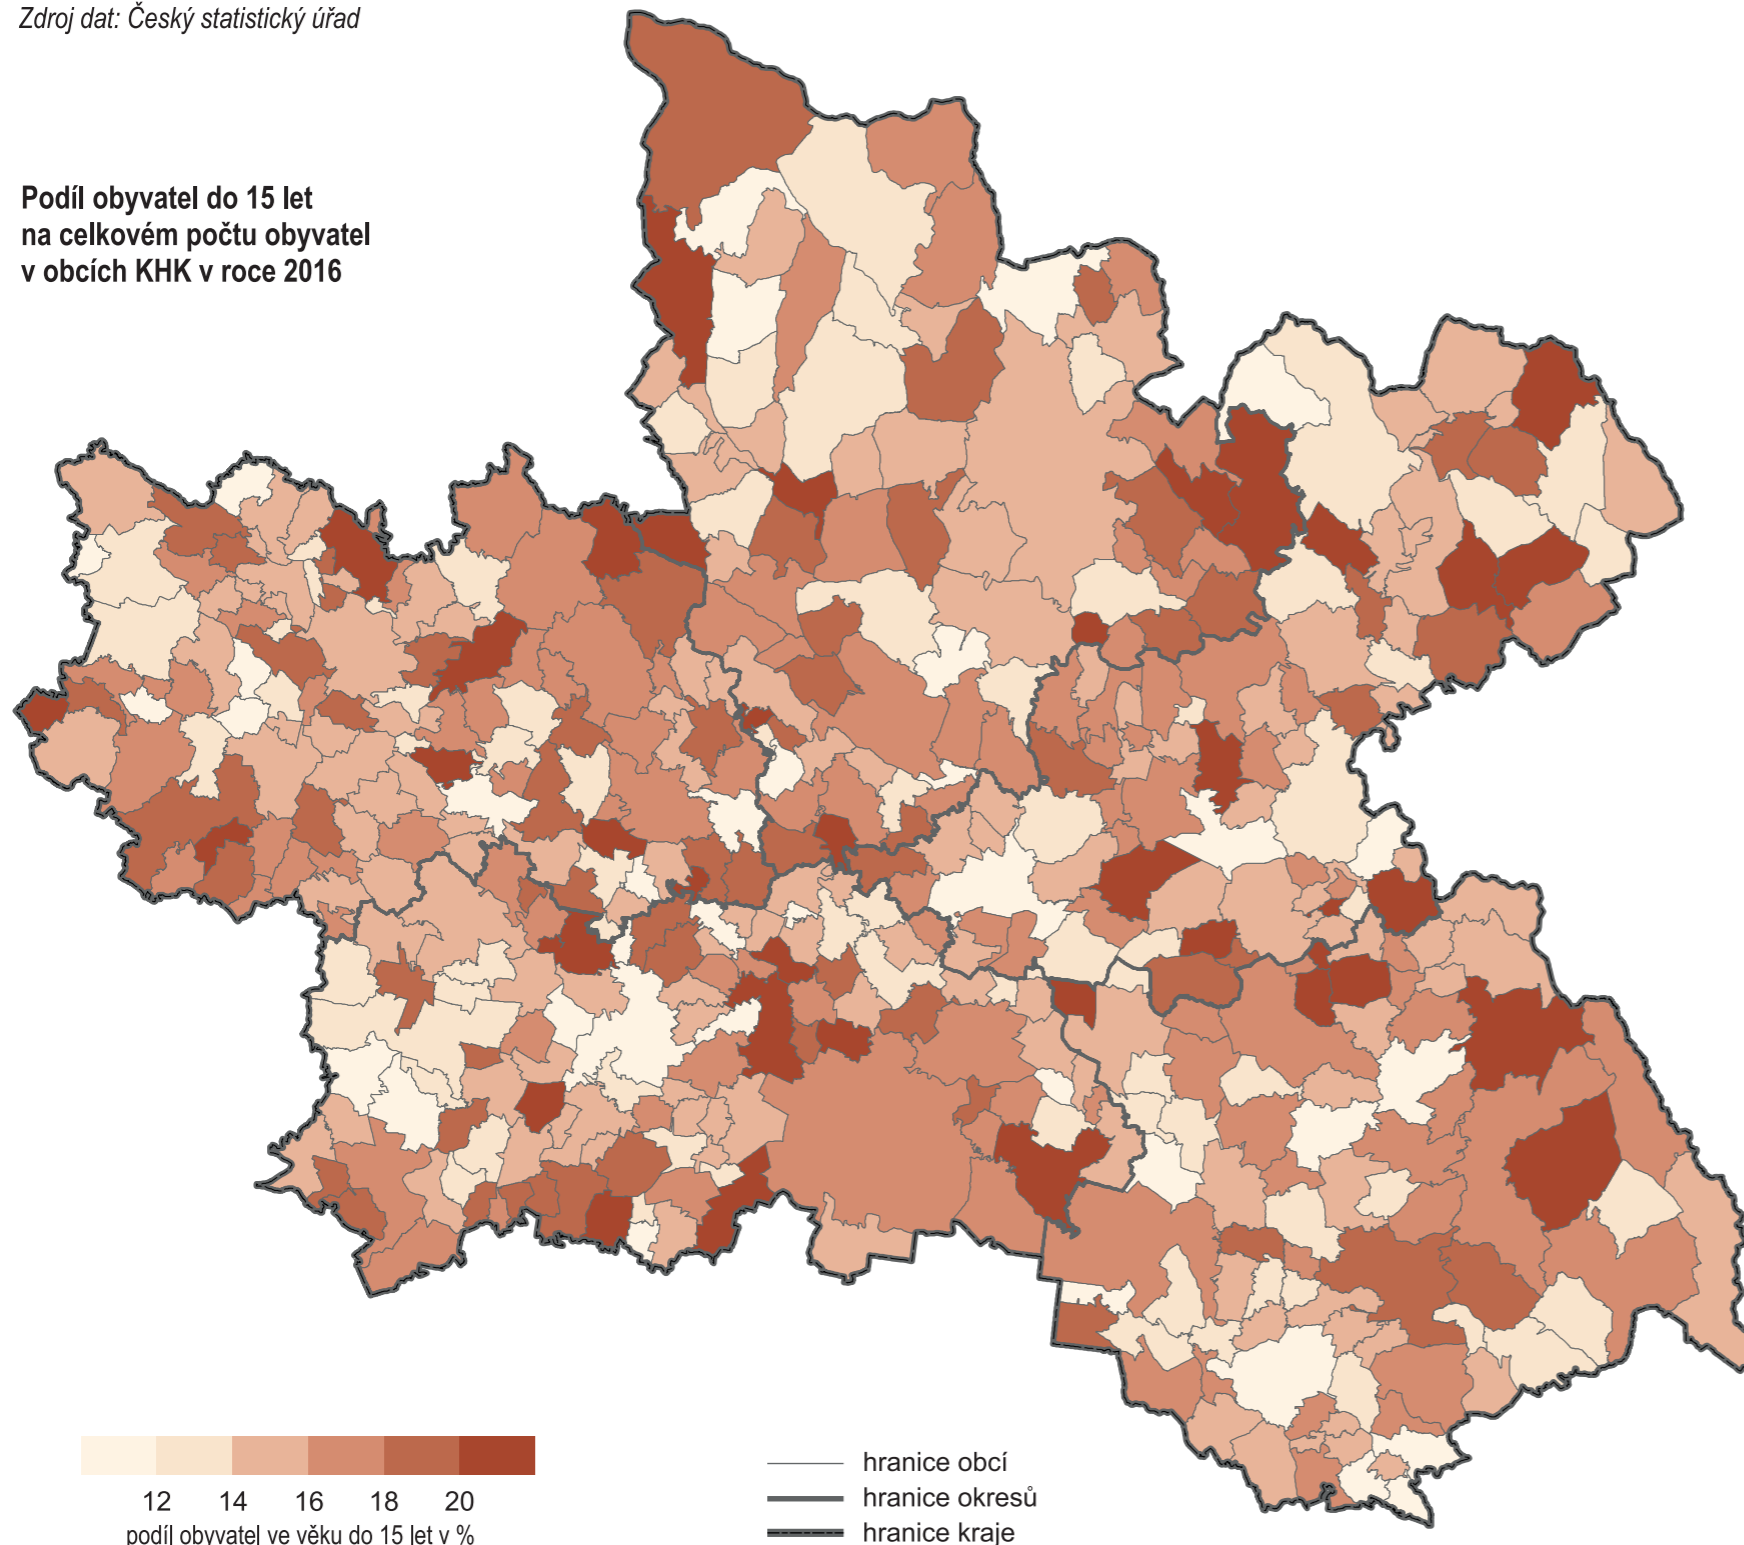 Zdroj dat: Český statistický úřad
Podíl obyvatel do 15 let
na celkovém počtu obyvatel
v obcích KHK v roce 2016
12 14 16 18 20
podíl obyvatel ve věku do 15 let v %
hranice obcí
hranice okresů
hranice kraje